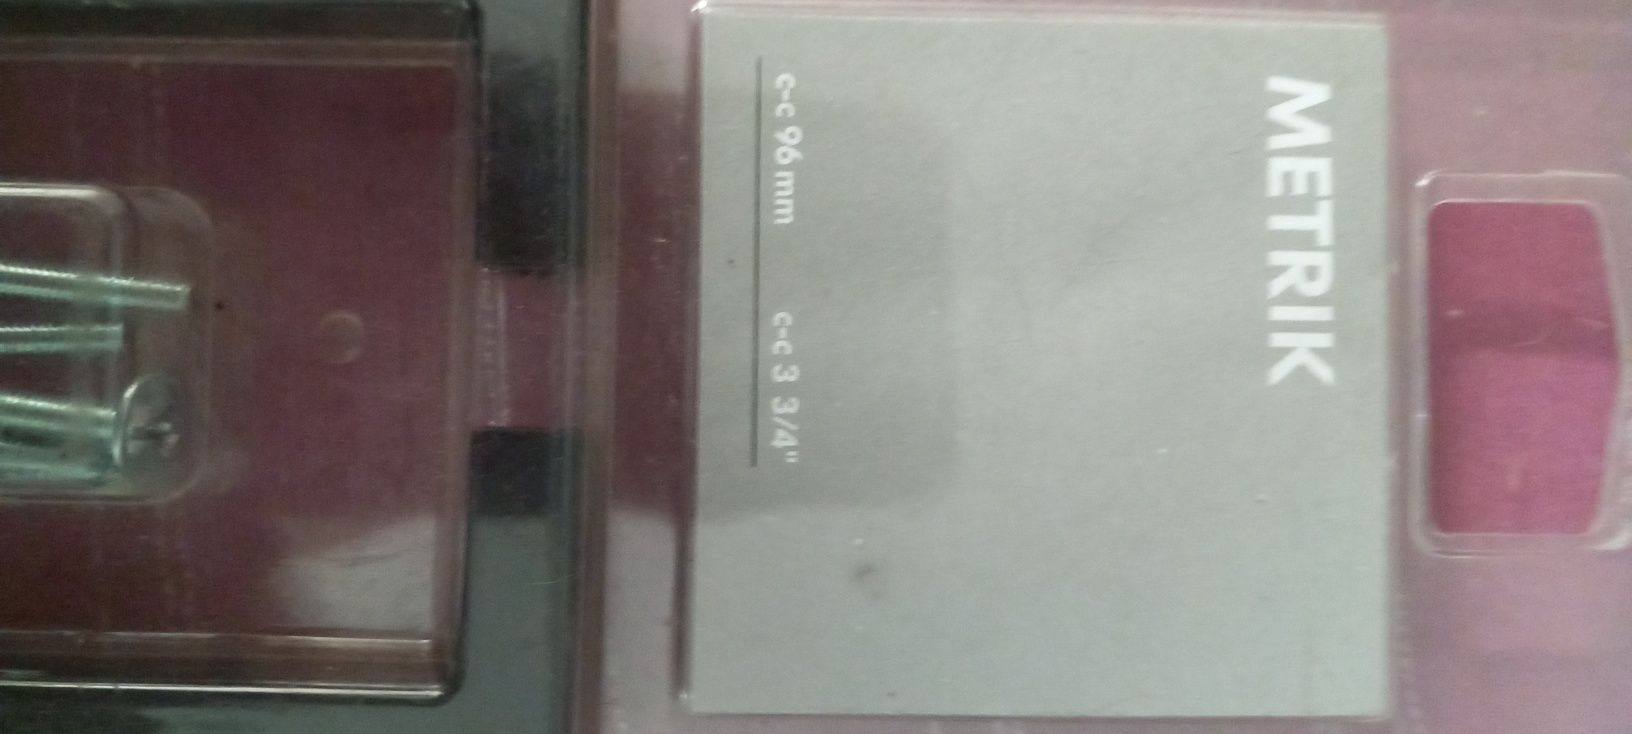 METRIK
c-c 96 mm c-c 3 3/4"